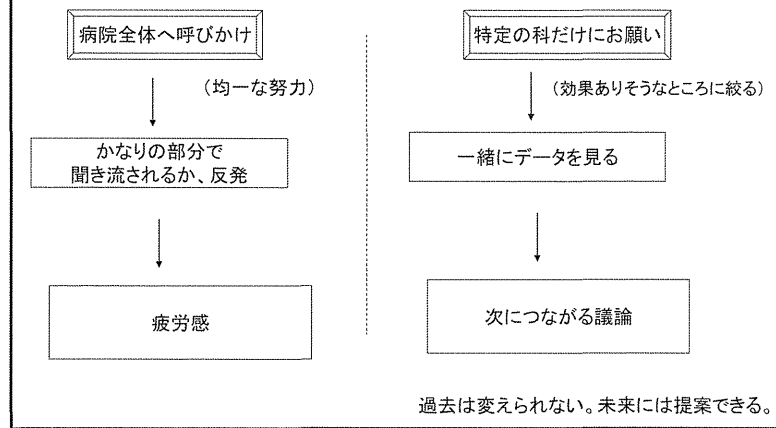 病院全体へ呼びかけ
(均一な努力)
かなりの部分で
聞き流されるか、反発
疲労感
特定の科だけにお願い
(効果ありそうなところに絞る)
一緒にデータを見る
次につながる議論
過去は変えられない。未来には提案できる。